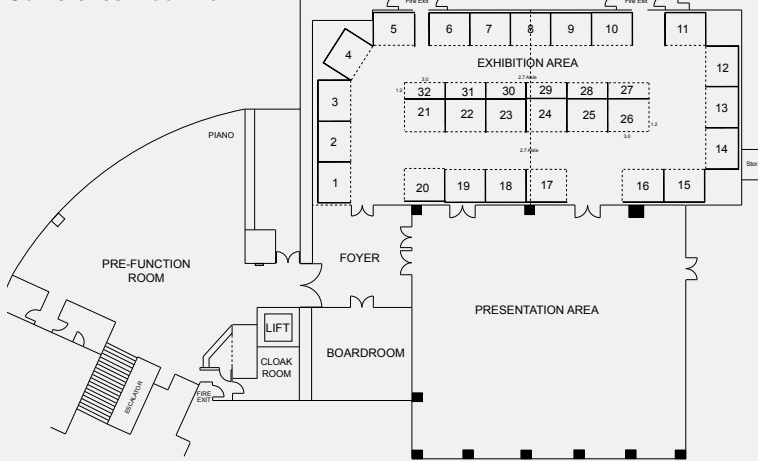 Fire Exit
Fire Exit
5
6
7
8
9
10
11
4
EXHIBITION AREA
12
3.0
2.7 Aisle
1.2
32
31
30
29
28
27
3
13
21
22
23
24
25
26
1.2
3.0
PIANO
2
2.7 Aisle
14
Stor
1
20
19
18
17
16
15
FOYER
PRE-FUNCTION
ROOM
PRESENTATION AREA
LIFT
BOARDROOM
CLOAK
ROOM
ESCALATOR
FIRE
EXIT